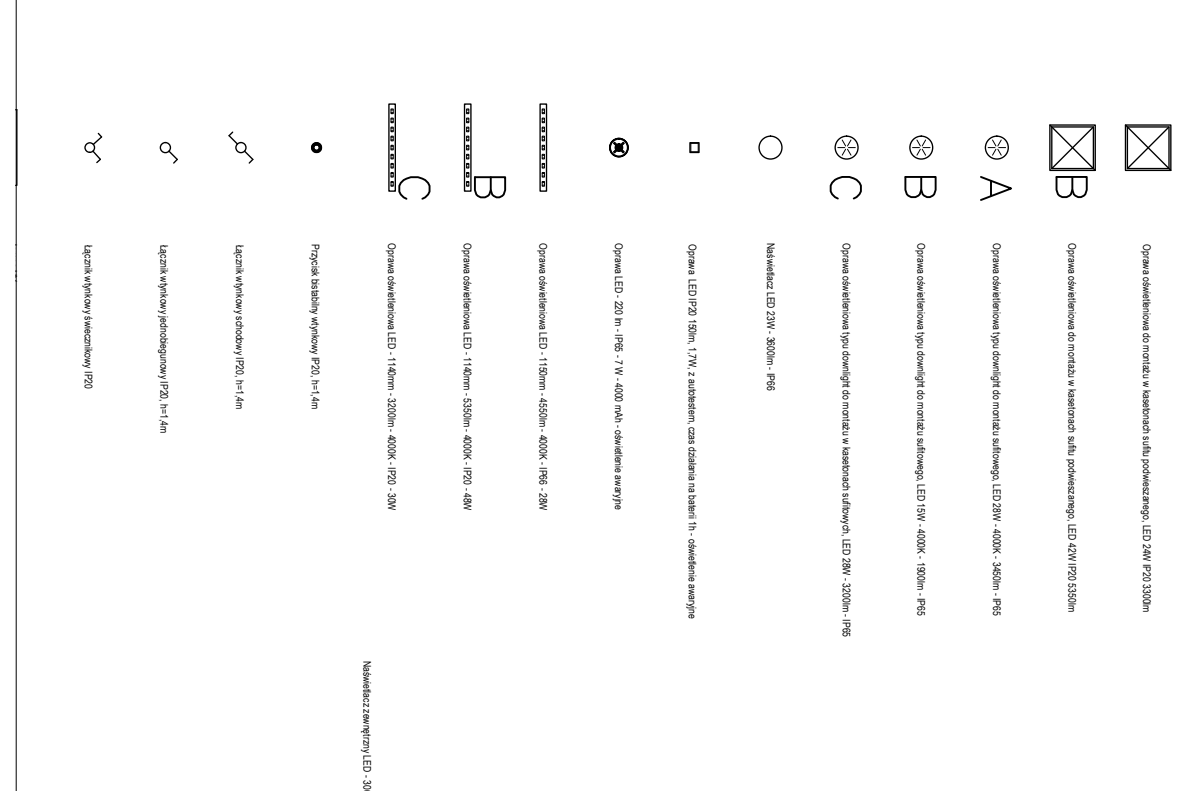 Oprawa oświetleniowa do montażu w kasetonach sufitu podwieszanego, LED 24W IP20 3300lm
B
Oprawa oświetleniowa do montażu w kasetonach sufitu podwieszanego, LED 42W IP20 5350lm
A
Oprawa oświetleniowa typu downlight do montażu sufitowego, LED 28W - 4000K - 3450lm - IP65
B
Oprawa oświetleniowa typu downlight do montażu sufitowego, LED 15W - 4000K - 1900lm - IP65
C
Oprawa oświetleniowa typu downlight do montażu w kasetonach sufitowych, LED 28W - 3200lm - IP65
Naświetlacz LED 23W - 3600lm - IP66
Oprawa LED IP20 150lm, 1,7W, z autotestem, czas działania na baterii 1h - oświetlenie awaryjne
Oprawa LED - 220 lm - IP65 - 7 W - 4000 mAh - oświetlenie awaryjne
Oprawa oświetleniowa LED - 1150mm - 4550lm - 4000K - IP66 - 28W
B
Oprawa oświetleniowa LED - 1140mm - 5350lm - 4000K - IP20 - 48W
C
Oprawa oświetleniowa LED - 1140mm - 3200lm - 4000K - IP20 - 30W
Naświetlacz zewnętrzny LED - 300
Przycisk bistabilny wtynkowy IP20, h=1,4m
Łącznik wtynkowy schodowy IP20, h=1,4m
Łącznik wtynkowy jednobiegunowy IP20, h=1,4m
Łącznik wtynkowy świecznikowy IP20